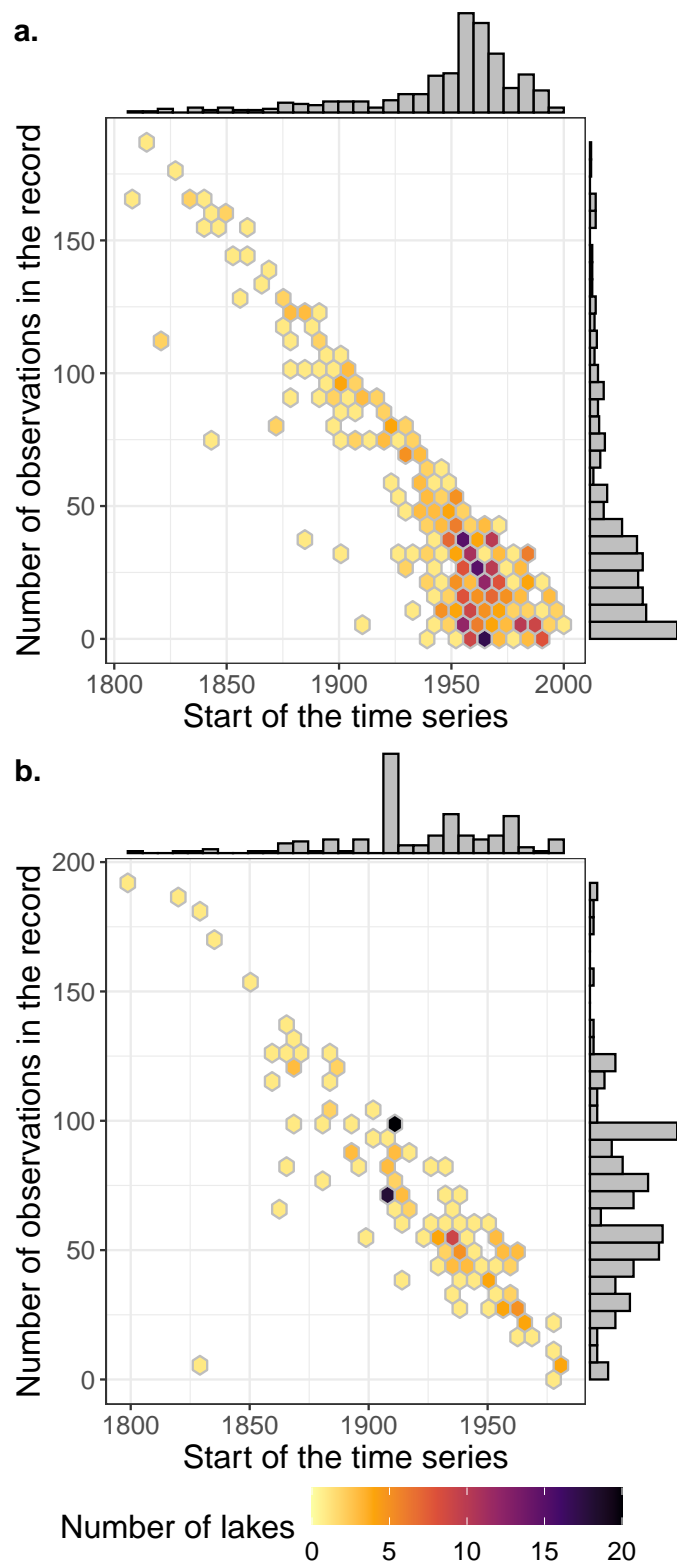 a.
Number of observations in the record
150
100
50
0
1800 1850 1900 1950 2000
Start of the time series
b.
Number of observations in the record
200
150
100
50
0
1800 1850 1900 1950
Start of the time series
Number of lakes
0 5 10 15 20